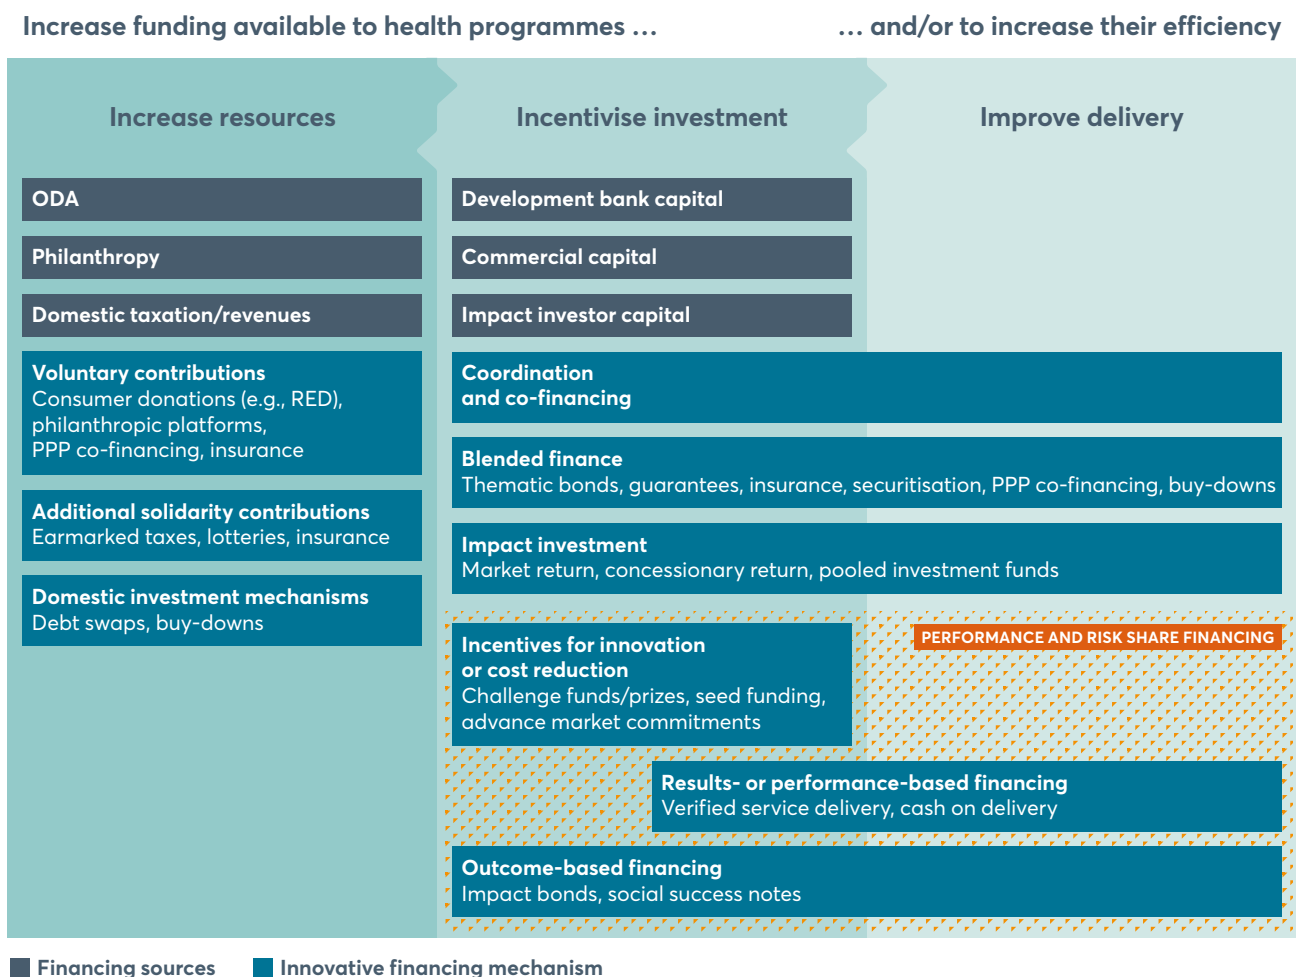 Increase funding available to health programmes …
… and/or to increase their efficiency
Increase resources
Incentivise investment
Improve delivery
ODA
Philanthropy
Domestic taxation/revenues
Voluntary contributions
Consumer donations (e.g., RED),
philanthropic platforms,
PPP co-financing, insurance
Additional solidarity contributions
Earmarked taxes, lotteries, insurance
Domestic investment mechanisms
Debt swaps, buy-downs
Development bank capital
Commercial capital
Impact investor capital
Coordination
and co-financing
Blended finance
Thematic bonds, guarantees, insurance, securitisation, PPP co-financing, buy-downs
Impact investment
Market return, concessionary return, pooled investment funds
Incentives for innovation
or cost reduction
Challenge funds/prizes, seed funding,
advance market commitments
PERFORMANCE AND RISK SHARE FINANCING
Results- or performance-based financing
Verified service delivery, cash on delivery
Outcome-based financing
Impact bonds, social success notes
Financing sources
Innovative financing mechanism